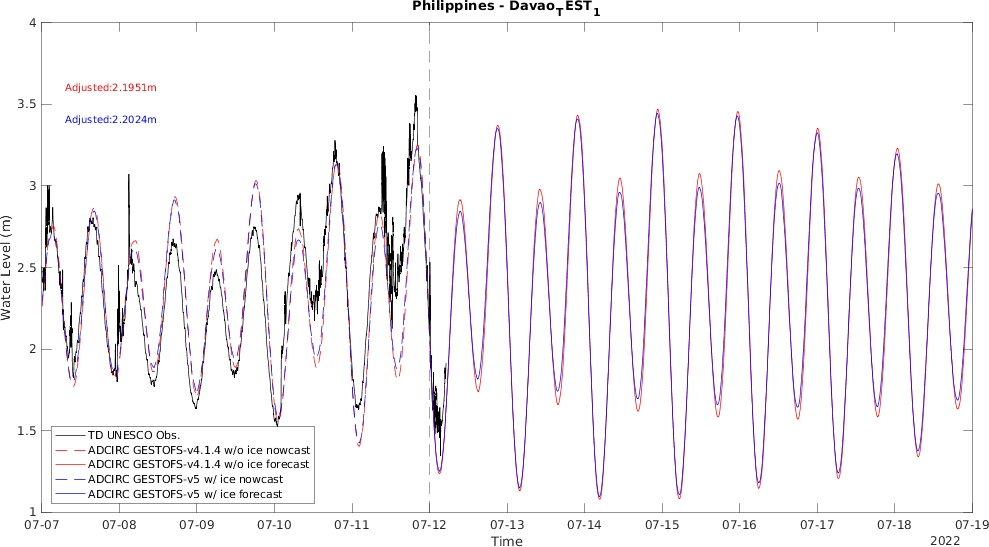 Philippines - Davao_TEST_1
4
3.5
3
2.5
2
1.5
1
Water Level (m)
Adjusted:2.1951m
Adjusted:2.2024m
TD UNESCO Obs.
ADCIRC GESTOFS-v4.1.4 w/o ice nowcast
ADCIRC GESTOFS-v4.1.4 w/o ice forecast
ADCIRC GESTOFS-v5 w/ ice nowcast
ADCIRC GESTOFS-v5 w/ ice forecast
07-07 07-08 07-09 07-10 07-11 07-12 07-13 07-14 07-15 07-16 07-17 07-18 07-19
Time
2022